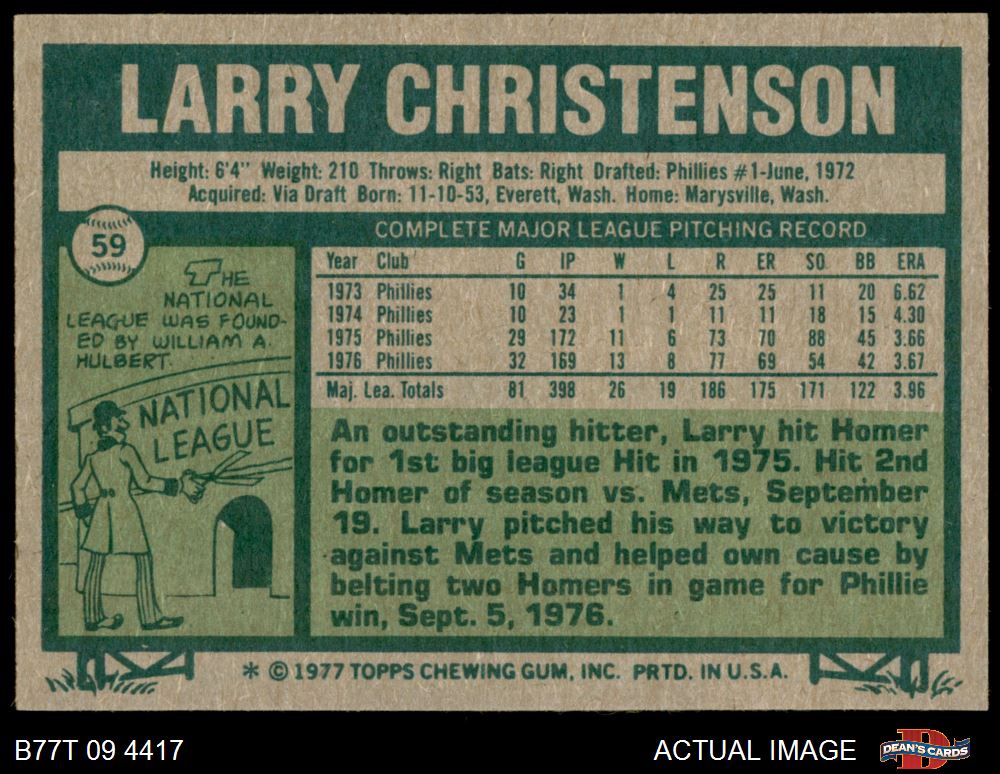 LARRY CHRISTENSON
Height: 6'4" Weight: 210 Throws: Right Bats: Right Drafted: Phillies #1-June, 1972
Acquired: Via Draft Born: 11-10-53, Everett, Wash. Home: Marysville, Wash.
59
THE
NATIONAL
LEAGUE WAS FOUND-
ED BY WILLIAM A.
HULBERT.
NATIONAL
LEAGUE
COMPLETE MAJOR LEAGUE PITCHING RECORD
Year Club G IP W L R ER SO BB ERA
1973 Phillies 10 34 1 4 25 25 11 20 6.62
1974 Phillies 10 23 1 1 11 11 18 15 4.30
1975 Phillies 29 172 11 6 73 70 88 45 3.66
1976 Phillies 32 169 13 8 77 69 54 42 3.67
Maj. Lea. Totals 81 398 26 19 186 175 171 122 3.96
An outstanding hitter, Larry hit Homer
for 1st big league Hit in 1975. Hit 2nd
Homer of season vs. Mets, September
19. Larry pitched his way to victory
against Mets and helped own cause by
belting two Homers in game for Phillie
win, Sept. 5, 1976.
* © 1977 TOPPS CHEWING GUM, INC. PRTD. IN U.S.A.
B77T 09 4417
ACTUAL IMAGE
DEAN'S CARDS